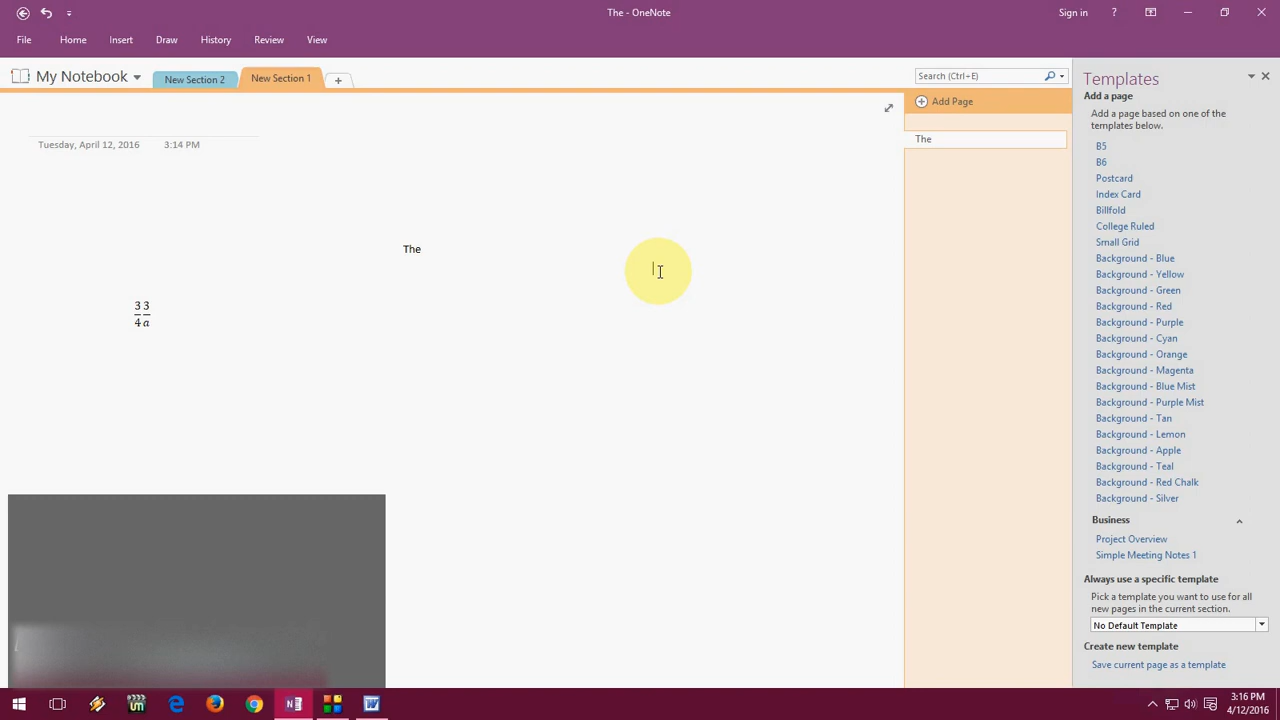 The - OneNote
Sign in
?
File Home Insert Draw History Review View
My Notebook
New Section 2
New Section 1
Search (Ctrl+E)
Tuesday, April 12, 2016 3:14 PM
The
3 3
4 a
Add Page
The
Templates
Add a page
Add a page based on one of the
templates below.
B5
B6
Postcard
Index Card
Billfold
College Ruled
Small Grid
Background - Blue
Background - Yellow
Background - Green
Background - Red
Background - Purple
Background - Cyan
Background - Orange
Background - Magenta
Background - Blue Mist
Background - Purple Mist
Background - Tan
Background - Lemon
Background - Apple
Background - Teal
Background - Red Chalk
Background - Silver
Business
Project Overview
Simple Meeting Notes 1
Always use a specific template
Pick a template you want to use for all
new pages in the current section.
No Default Template
Create new template
Save current page as a template
3:16 PM
4/12/2016